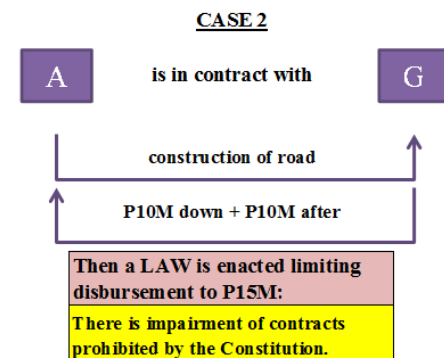 CASE 2
A is in contract with G
construction of road
P10M down + P10M after
Then a LAW is enacted limiting
disbursement to P15M:
There is impairment of contracts
prohibited by the Constitution.